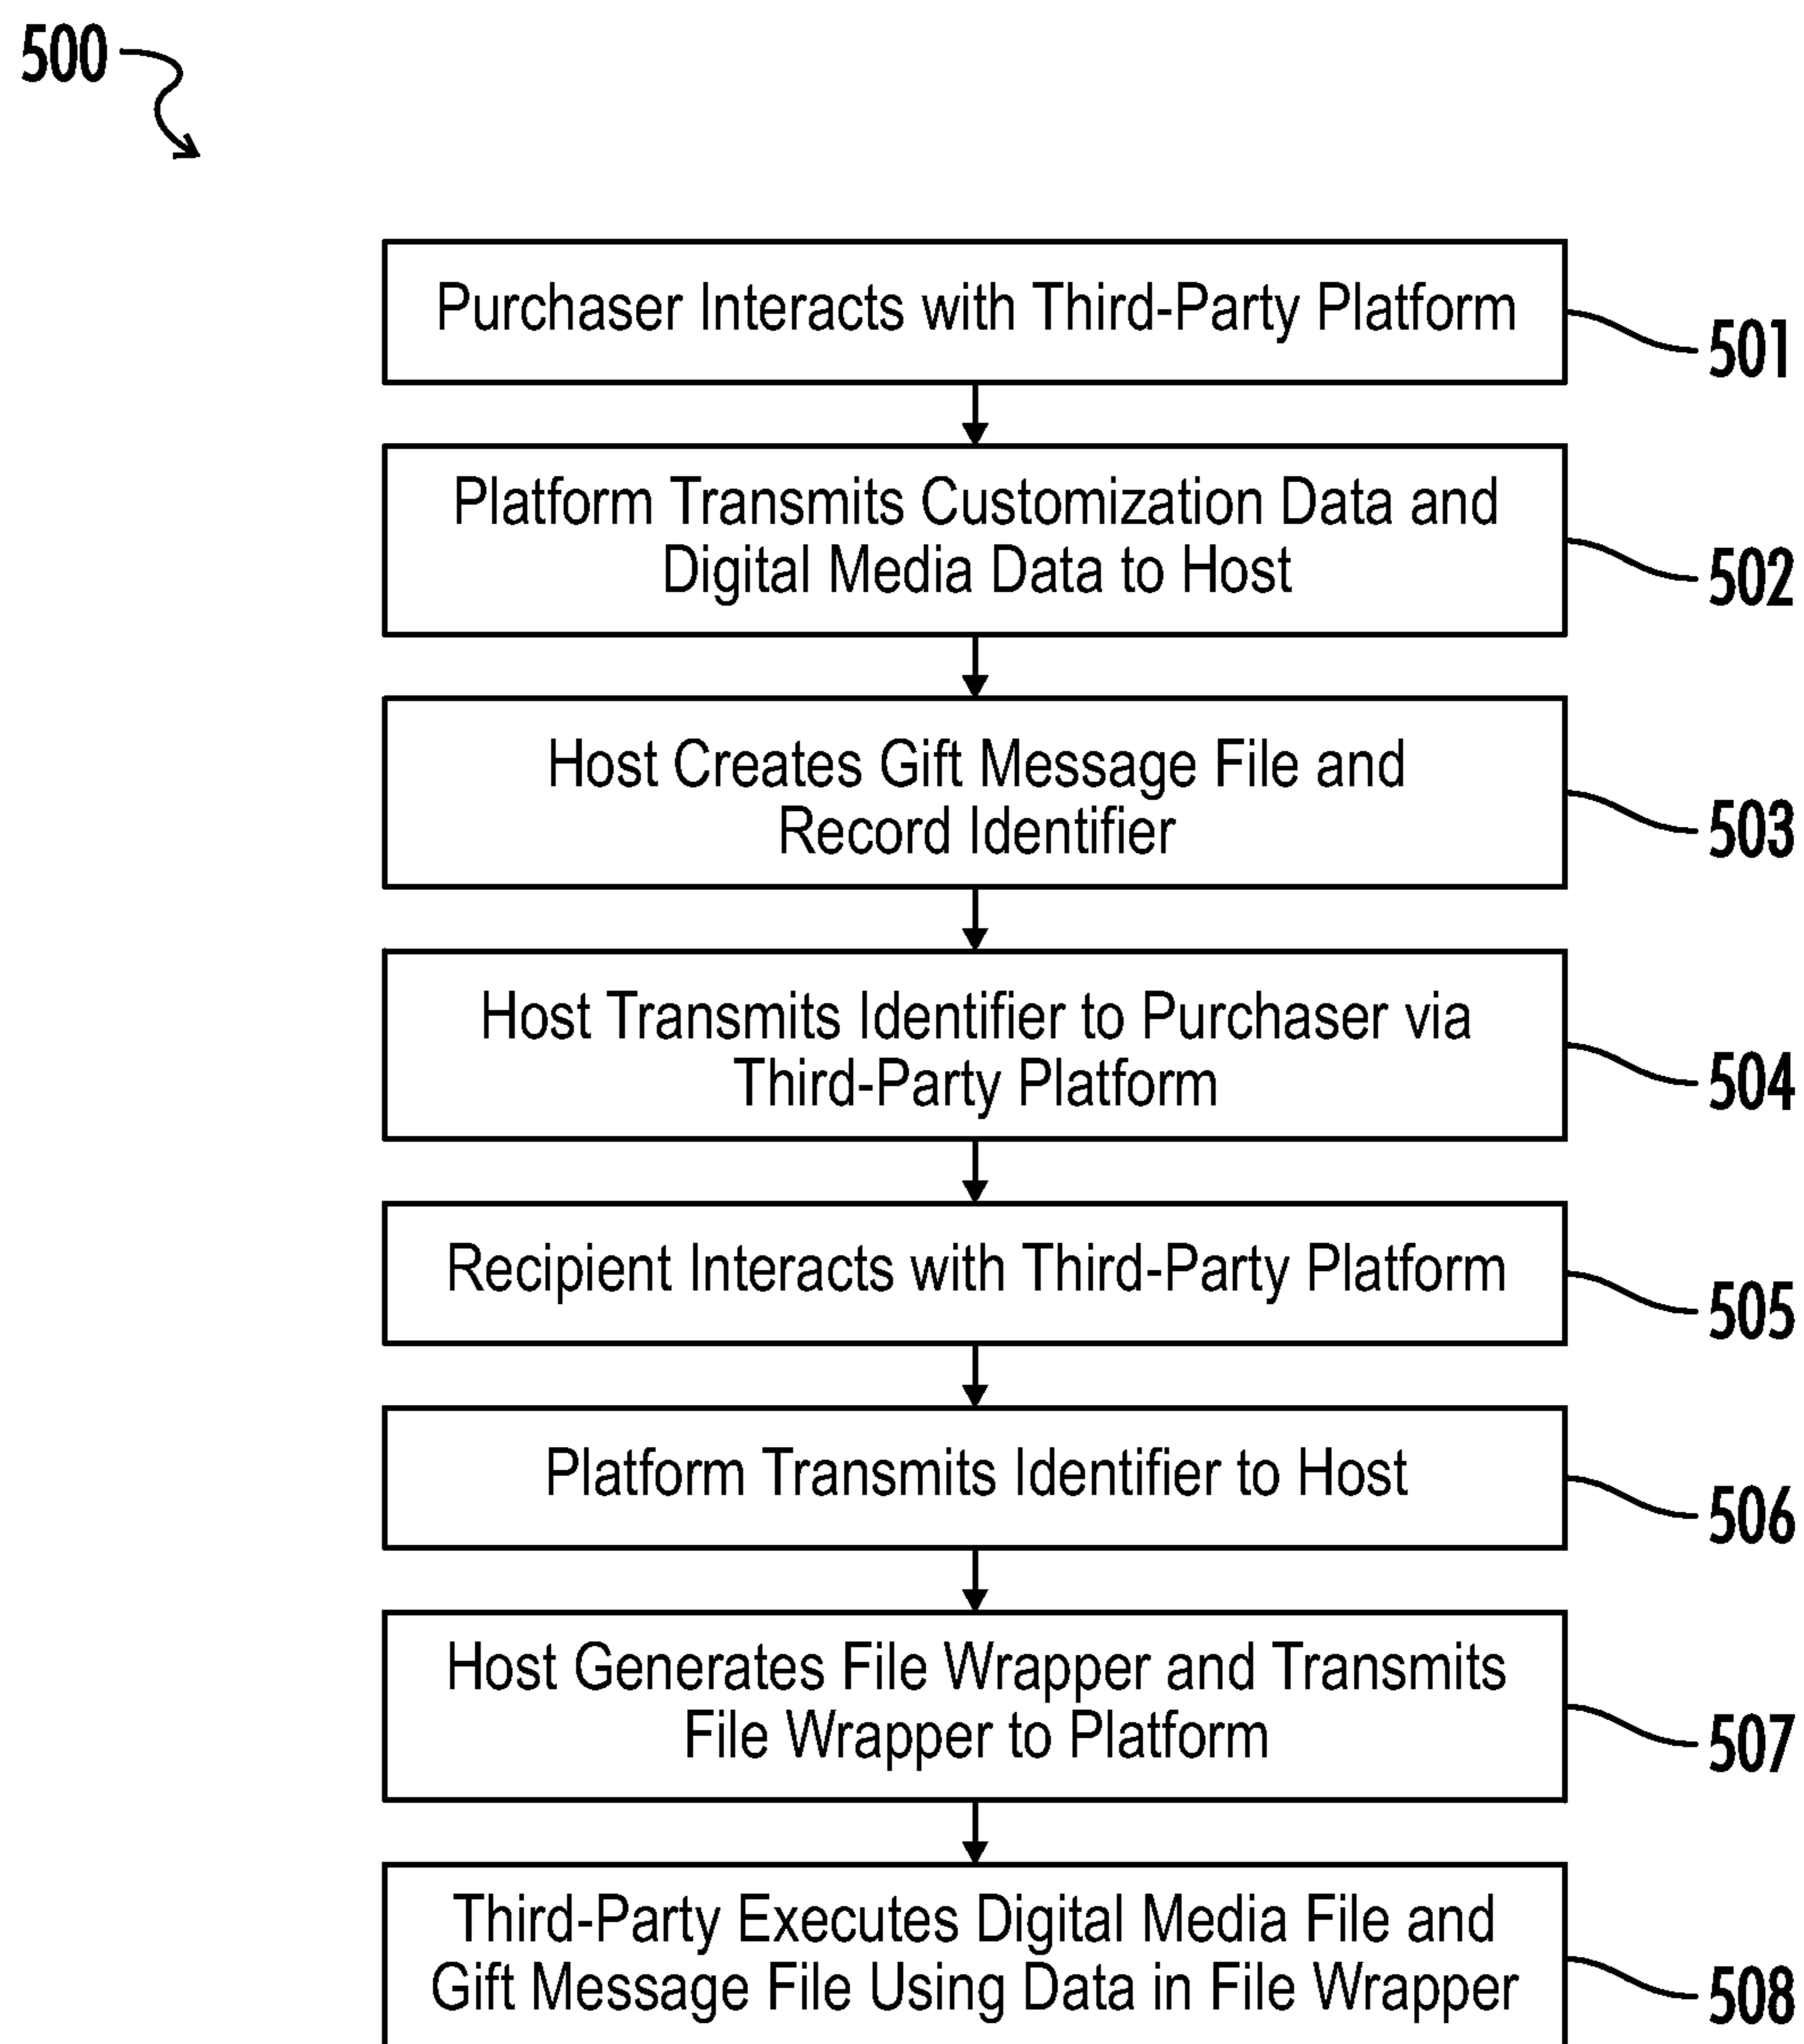 500
Purchaser Interacts with Third-Party Platform
501
Platform Transmits Customization Data and
Digital Media Data to Host
502
Host Creates Gift Message File and
Record Identifier
503
Host Transmits Identifier to Purchaser via
Third-Party Platform
504
Recipient Interacts with Third-Party Platform
505
Platform Transmits Identifier to Host
506
Host Generates File Wrapper and Transmits
File Wrapper to Platform
507
Third-Party Executes Digital Media File and
Gift Message File Using Data in File Wrapper
508